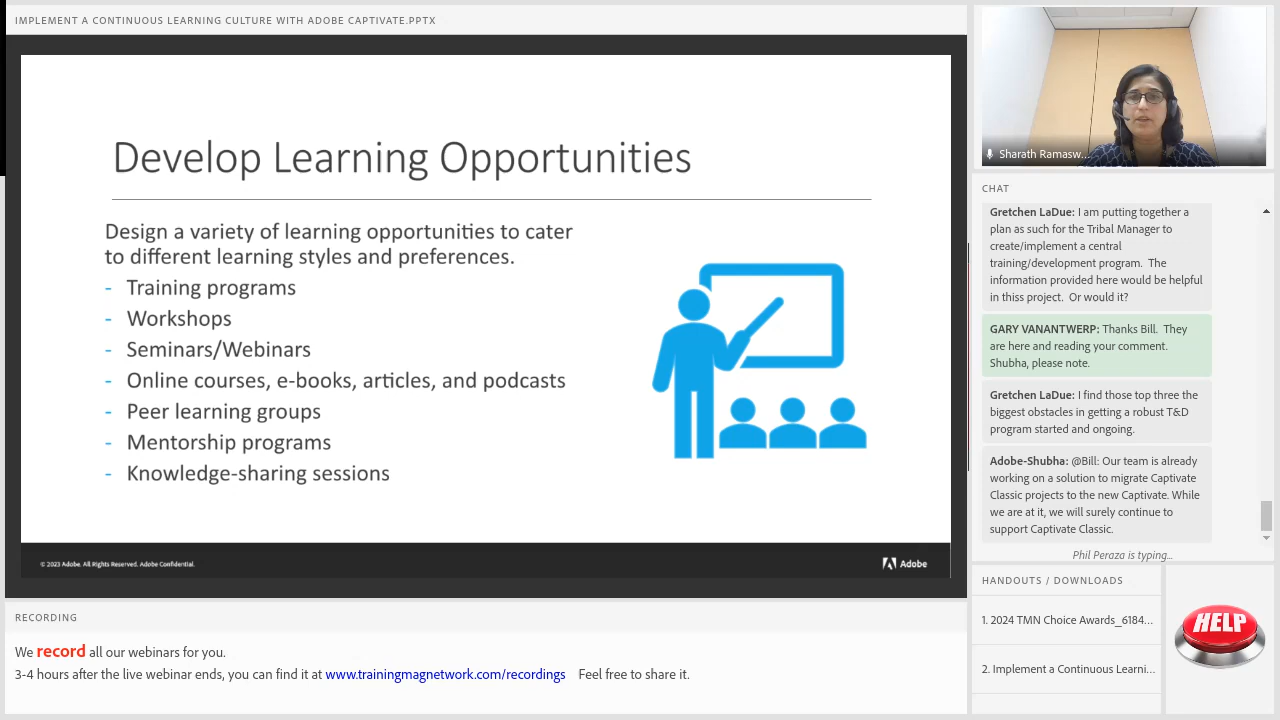 IMPLEMENT A CONTINUOUS LEARNING CULTURE WITH ADOBE CAPTIVATE.PPTX
Develop Learning Opportunities
Design a variety of learning opportunities to cater
to different learning styles and preferences.
- Training programs
- Workshops
- Seminars/Webinars
- Online courses, e-books, articles, and podcasts
- Peer learning groups
- Mentorship programs
- Knowledge-sharing sessions
© 2023 Adobe. All Rights Reserved. Adobe Confidential.
Adobe
RECORDING
We record all our webinars for you.
3-4 hours after the live webinar ends, you can find it at www.trainingmagnetwork.com/recordings Feel free to share it.
Sharath Ramasw...
CHAT
Gretchen LaDue: I am putting together a
plan as such for the Tribal Manager to
create/implement a central
training/development program. The
information provided here would be helpful
in thiss project. Or would it?
GARY VANANTWERP: Thanks Bill. They
are here and reading your comment.
Shubha, please note.
Gretchen LaDue: I find those top three the
biggest obstacles in getting a robust T&D
program started and ongoing.
Adobe-Shubha: @Bill: Our team is already
working on a solution to migrate Captivate
Classic projects to the new Captivate. While
we are at it, we will surely continue to
support Captivate Classic.
Phil Peraza is typing...
HANDOUTS / DOWNLOADS
1. 2024 TMN Choice Awards_6184...
2. Implement a Continuous Learni...
HELP